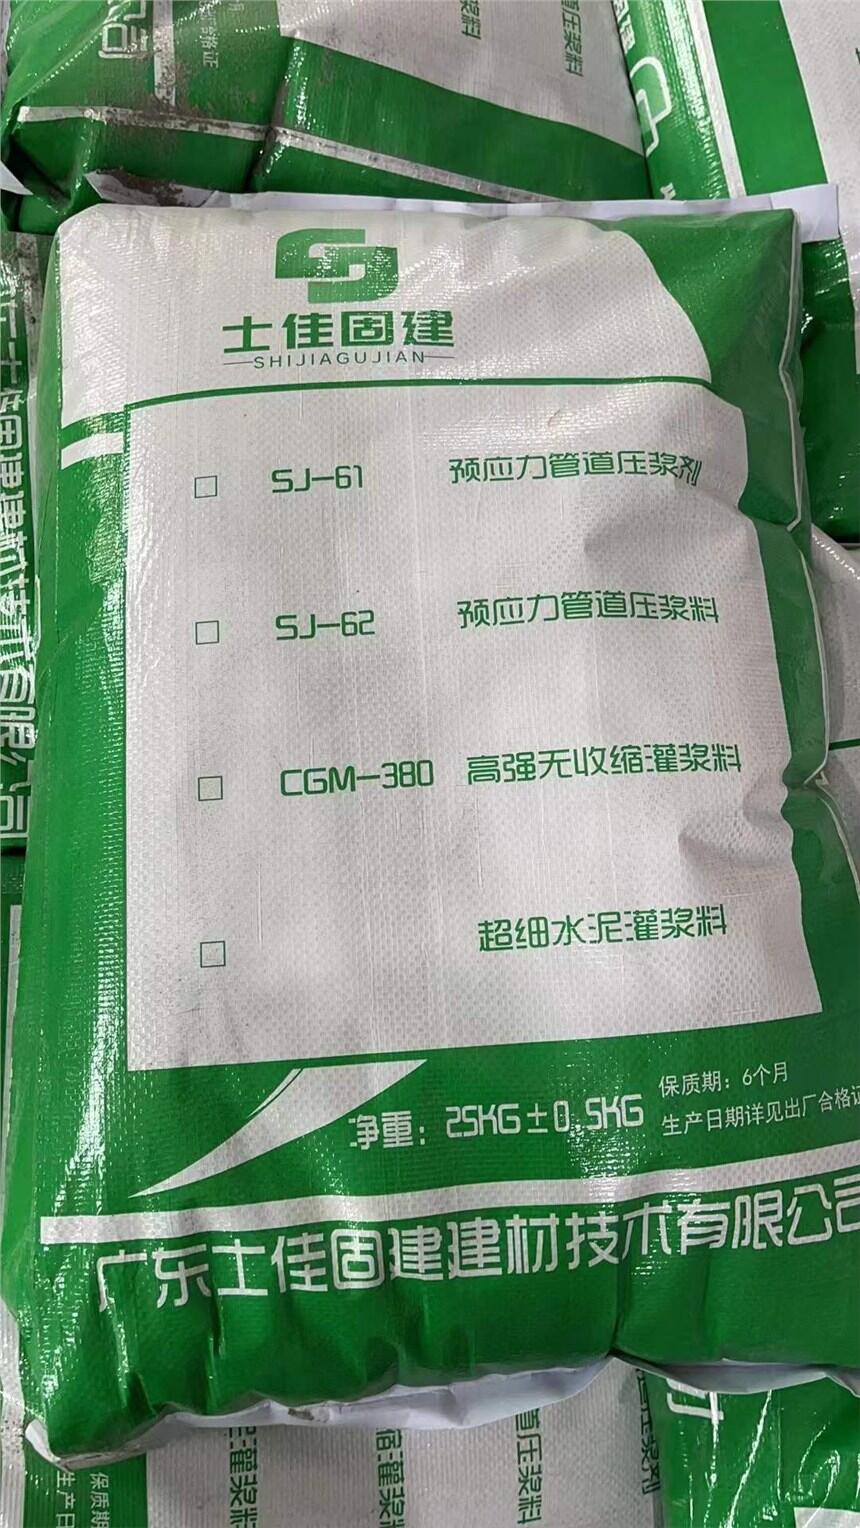 士佳固建
SHIJIAGUJIAN
□ SJ-61 预应力管道压浆剂
□ SJ-62 预应力管道压浆料
□ CGM-380 高强无收缩灌浆料
□ 超细水泥灌浆料
净重：25KG±0.5KG
保质期：6个月
生产日期详见出厂合格证
广东士佳固建建材技术有限公司